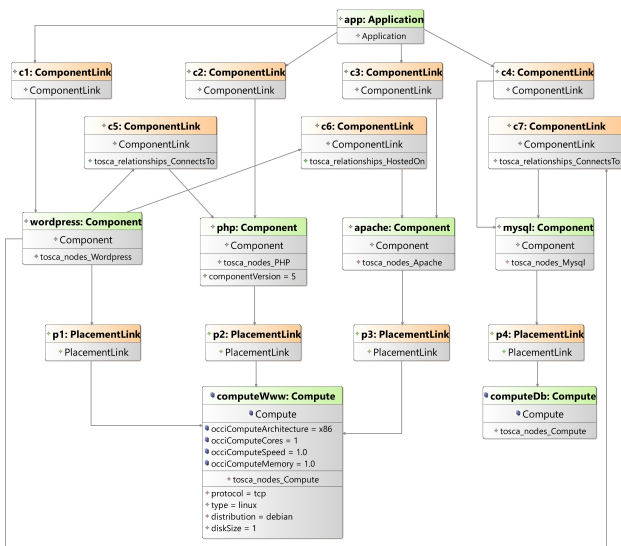 app: Application
Application
c1: ComponentLink
ComponentLink
c2: ComponentLink
ComponentLink
c3: ComponentLink
ComponentLink
c4: ComponentLink
ComponentLink
c5: ComponentLink
ComponentLink
tosca_relationships_ConnectsTo
c6: ComponentLink
ComponentLink
tosca_relationships_HostedOn
c7: ComponentLink
ComponentLink
tosca_relationships_ConnectsTo
wordpress: Component
Component
tosca_nodes_Wordpress
php: Component
Component
tosca_nodes_PHP
componentVersion = 5
apache: Component
Component
tosca_nodes_Apache
mysql: Component
Component
tosca_nodes_Mysql
p1: PlacementLink
PlacementLink
p2: PlacementLink
PlacementLink
p3: PlacementLink
PlacementLink
p4: PlacementLink
PlacementLink
computeWww: Compute
Compute
occiComputeArchitecture = x86
occiComputeCores = 1
occiComputeSpeed = 1.0
occiComputeMemory = 1.0
tosca_nodes_Compute
protocol = tcp
type = linux
distribution = debian
diskSize = 1
computeDb: Compute
Compute
tosca_nodes_Compute